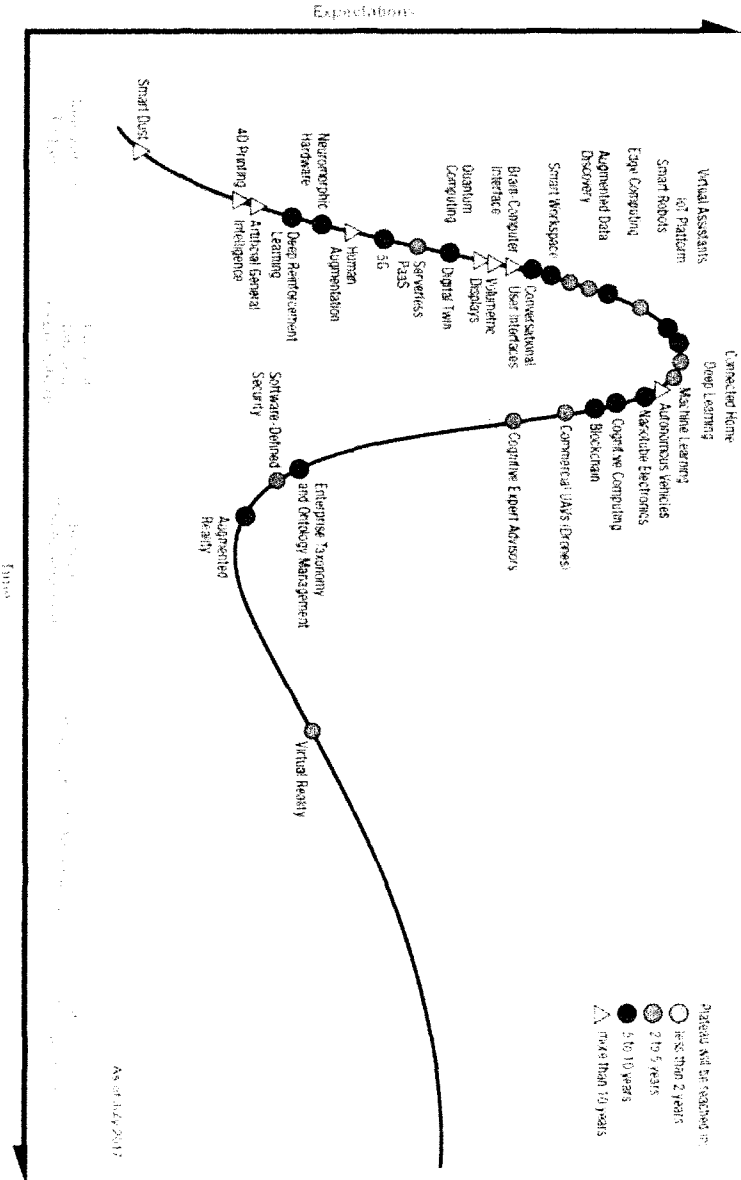 Expectations
Smart Dust
4D Printing
Artificial General
Intelligence
Deep Reinforcement
Learning
Neuromorphic
Hardware
Human
Augmentation
5G
Serverless
PaaS
Digital Twin
Quantum
Computing
Volumetric
Displays
Brain-Computer
Interface
Conversational
User Interfaces
Smart Workspace
Augmented Data
Discovery
Edge Computing
Smart Robots
IoT Platform
Virtual Assistants
Connected Home
Deep Learning
Machine Learning
Autonomous Vehicles
Nanotube Electronics
Cognitive Computing
Blockchain
Commercial UAVs (Drones)
Cognitive Expert Advisors
Enterprise Taxonomy
and Ontology Management
Software-Defined
Security
Augmented
Reality
Virtual Reality
Plateau will be reached in:
less than 2 years
2 to 5 years
5 to 10 years
more than 10 years
As of July 2017
Time